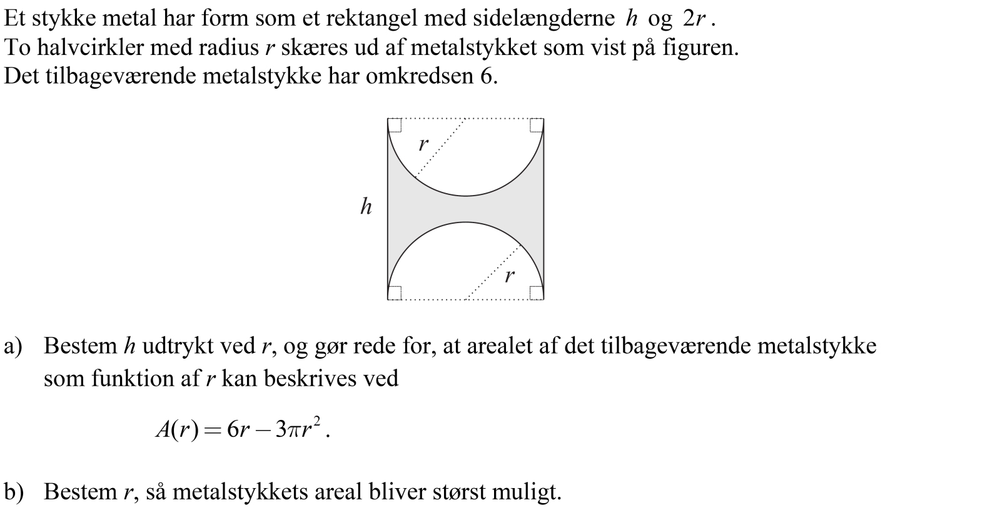 Et stykke metal har form som et rektangel med sidelængderne h og 2r.
To halvcirkler med radius r skæres ud af metalstykket som vist på figuren.
Det tilbageværende metalstykke har omkredsen 6.
r
h
r
a) Bestem h udtrykt ved r, og gør rede for, at arealet af det tilbageværende metalstykke
som funktion af r kan beskrives ved
A(r) = 6r − 3πr².
b) Bestem r, så metalstykkets areal bliver størst muligt.